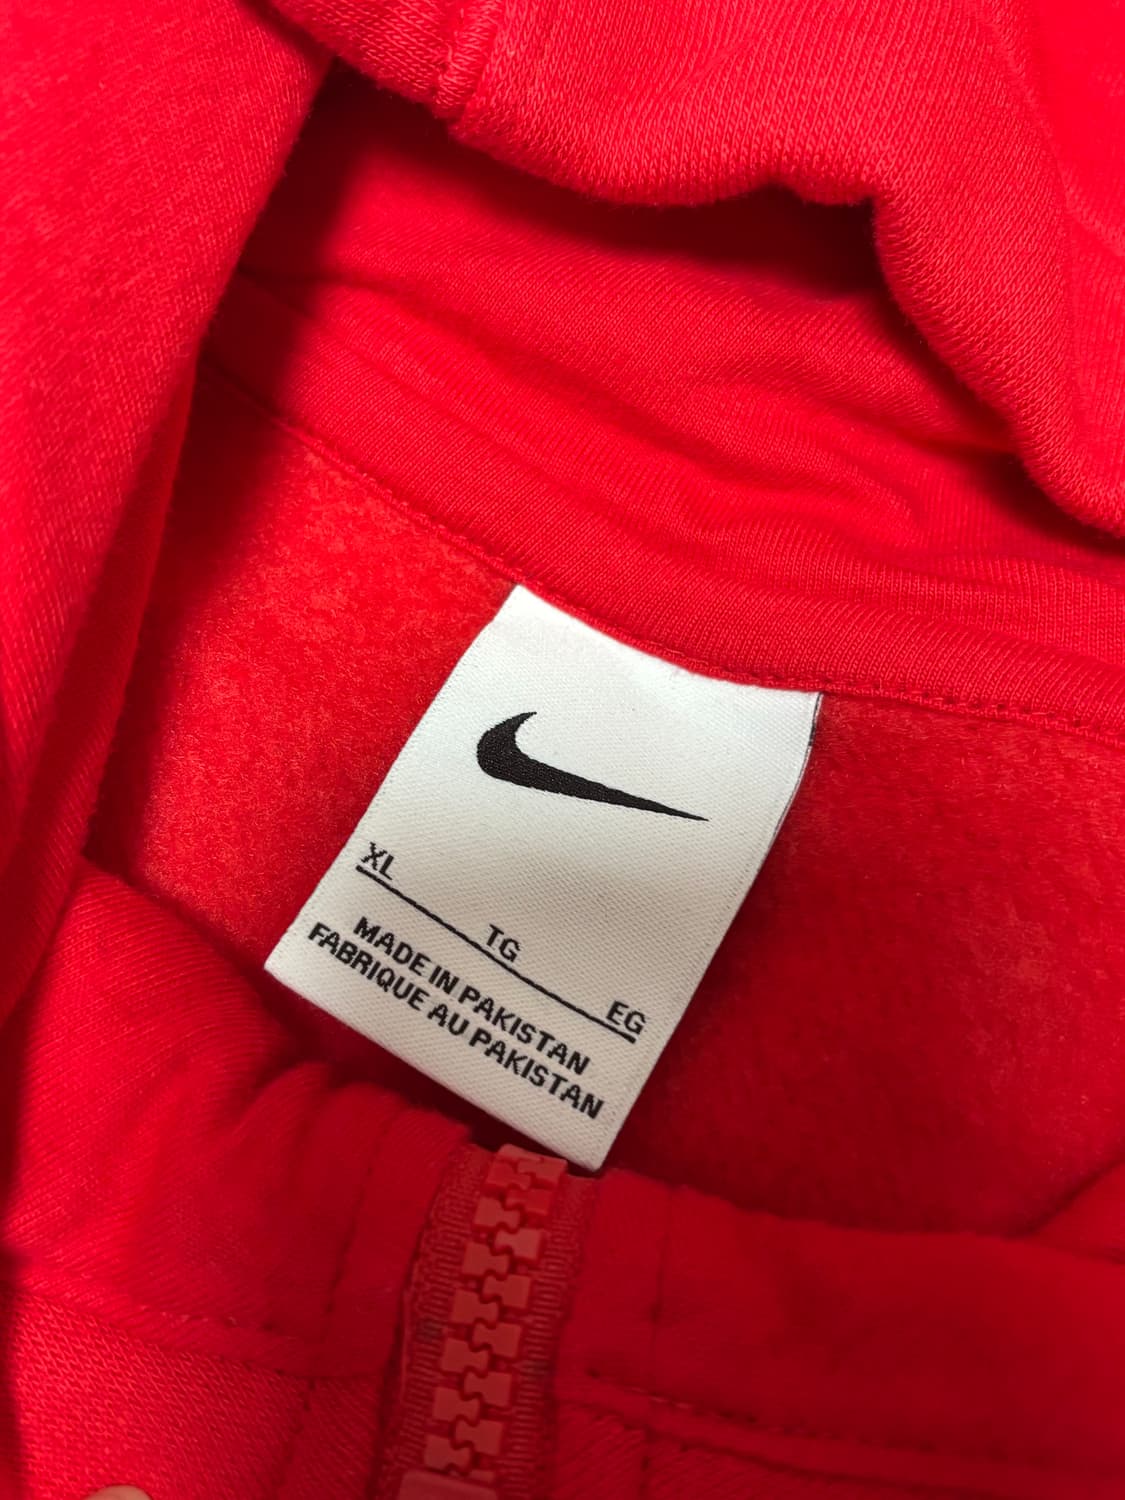 XL TG EG
MADE IN PAKISTAN
FABRIQUE AU PAKISTAN